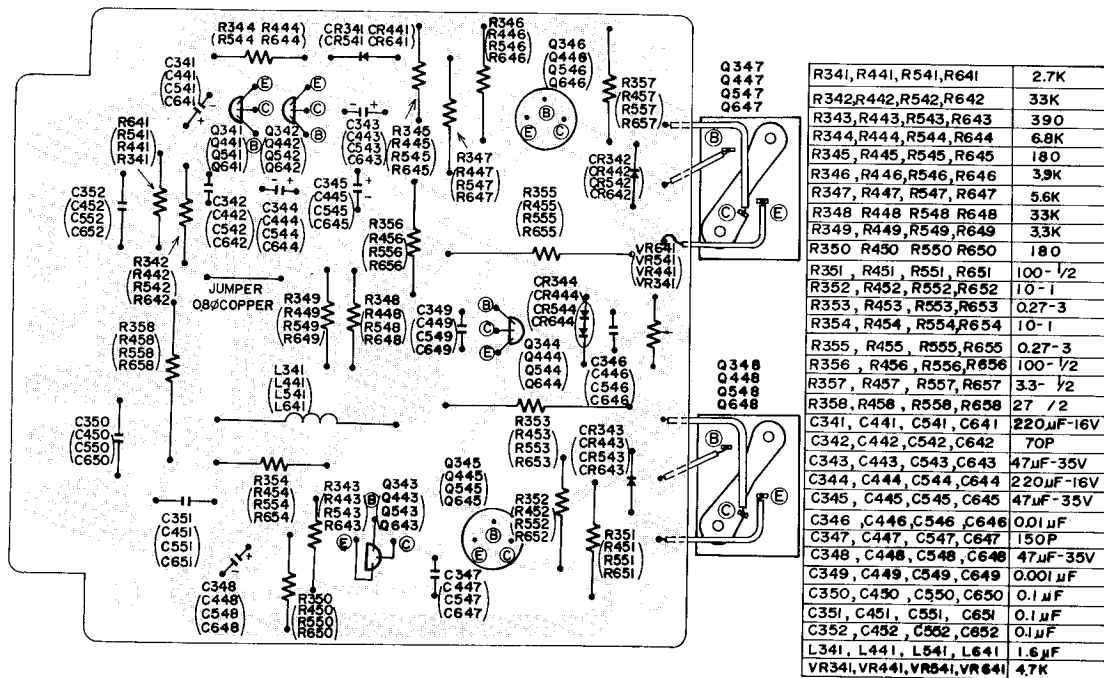 R344 R444
(R544 R644)
CR341 CR441
(CR541 CR641)
R346
(R446
R546
R646)
Q346
(Q448
Q546
Q646)
C341
(C441
C541
C641)
E
C
B
E
C
B
Q341
(Q441
Q541
Q641)
Q342
(Q442
Q542
Q642)
C343
(C443
C543
C643)
R345
(R445
R545
R645)
R347
(R447
R547
R647)
B
E
C
R357
(R457
R557
R657)
CR342
(CR442
CR542
CR642)
Q347
Q447
Q547
Q647
B
C
E
R641
(R541
R441
R341)
C352
(C452
C552
C652)
C342
(C442
C542
C642)
C344
(C444
C544
C644)
C345
(C445
C545
C645)
R356
(R456
R556
R656)
R355
(R455
R555
R655)
VR641
(VR541
VR441
VR341)
R342
(R442
R542
R642)
JUMPER
0.8∅COPPER
R358
(R458
R558
R658)
R349
(R449
R549
R649)
R348
(R448
R548
R648)
C349
(C449
C549
C649)
B
C
E
CR344
(CR444
CR544
CR644)
Q344
(Q444
Q544
Q644)
C346
(C446
C546
C646)
L341
(L441
L541
L641)
C350
(C450
C550
C650)
R353
(R453
R553
R653)
CR343
(CR443
CR543
CR643)
Q348
Q448
Q548
Q648
B
C
E
R354
(R454
R554
R654)
R343
(R443
R543
R643)
Q343
(Q443
Q543
Q643)
B
E
C
Q345
(Q445
Q545
Q645)
B
E
C
R352
(R452
R552
R652)
R351
(R451
R551
R651)
C351
(C451
C551
C651)
C348
(C448
C548
C648)
R350
(R450
R550
R650)
C347
(C447
C547
C647)
R341,R441,R541,R641 2.7K
R342,R442,R542,R642 33K
R343,R443,R543,R643 390
R344,R444,R544,R644 6.8K
R345,R445,R545,R645 180
R346,R446,R546,R646 3.9K
R347,R447,R547,R647 5.6K
R348 R448 R548 R648 33K
R349,R449,R549,R649 3.3K
R350 R450 R550 R650 180
R351, R451, R551, R651 100-1/2
R352, R452, R552,R652 10-1
R353, R453, R553,R653 0.27-3
R354, R454, R554,R654 10-1
R355, R455, R555,R655 0.27-3
R356, R456, R556,R656 100-1/2
R357, R457, R557,R657 3.3-1/2
R358,R458, R558,R658 27 /2
C341, C441, C541, C641 220μF-16V
C342,C442, C542,C642 70P
C343, C443, C543, C643 47μF-35V
C344, C444, C544, C644 220μF-16V
C345, C445, C545, C645 47μF-35V
C346 ,C446,C546 ,C646 0.01μF
C347, C447, C547, C647 150P
C348, C448, C548, C648 47μF-35V
C349, C449, C549, C649 0.001μF
C350,C450 ,C550, C650 0.1μF
C351, C451, C551, C651 0.1μF
C352 ,C452 ,C552, C652 0.1μF
L341, L441, L541, L641 1.6μF
VR341,VR441,VR541,VR641 4.7K